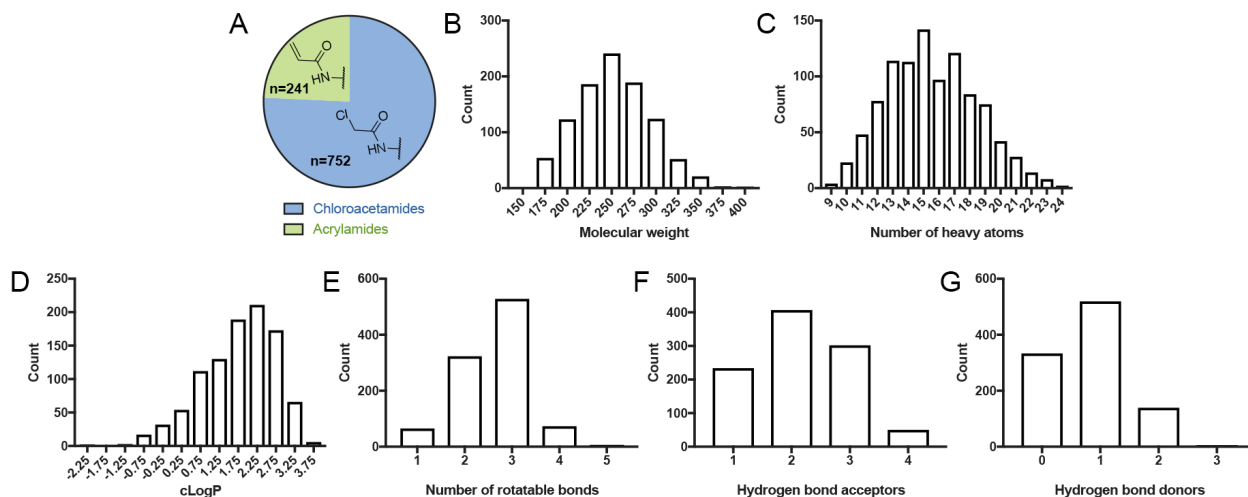 A
O
HN
n=241
Cl
O
HN
n=752
Chloroacetamides
Acrylamides
B
Count
300
200
100
0
150 175 200 225 250 275 300 325 350 375 400
Molecular weight
C
Count
150
100
50
0
9 10 11 12 13 14 15 16 17 18 19 20 21 22 23 24
Number of heavy atoms
D
Count
250
200
150
100
50
0
-2.25 -1.75 -1.25 -0.75 -0.25 0.25 0.75 1.25 1.75 2.25 2.75 3.25 3.75
cLogP
E
Count
600
400
200
0
1 2 3 4 5
Number of rotatable bonds
F
Count
500
400
300
200
100
0
1 2 3 4
Hydrogen bond acceptors
G
Count
600
400
200
0
0 1 2 3
Hydrogen bond donors